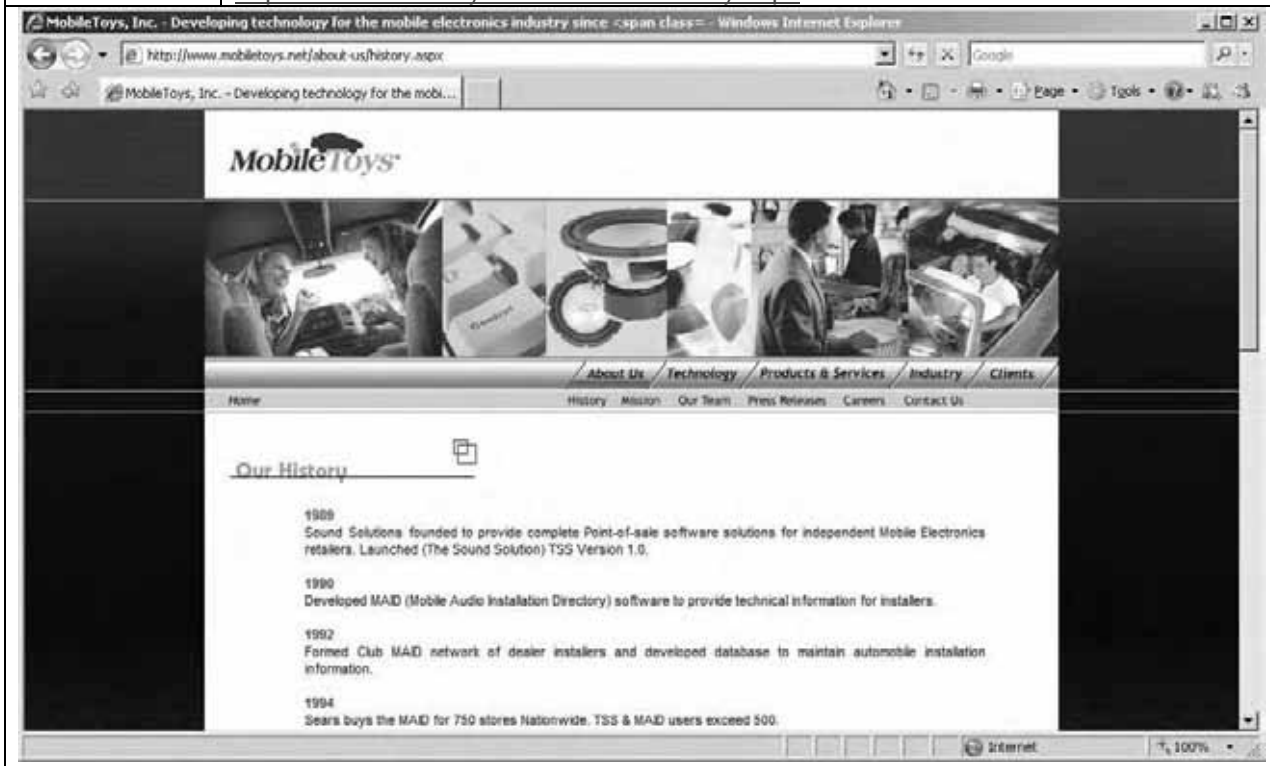 MobileToys, Inc. - Developing technology for the mobile electronics industry since <span class= - Windows Internet Explorer
http://www.mobiletoys.net/about-us/history.aspx
Google
MobileToys, Inc. - Developing technology for the mobi...
Page Tools
MobileToys
About Us Technology Products & Services Industry Clients
Home History Mission Our Team Press Releases Careers Contact Us
Our History
1989
Sound Solutions founded to provide complete Point-of-sale software solutions for independent Mobile Electronics
retailers. Launched (The Sound Solution) TSS Version 1.0.
1990
Developed MAID (Mobile Audio Installation Directory) software to provide technical information for installers.
1992
Formed Club MAID network of dealer installers and developed database to maintain automobile installation
information.
1994
Sears buys the MAID for 750 stores Nationwide. TSS & MAID users exceed 500.
Internet 100%